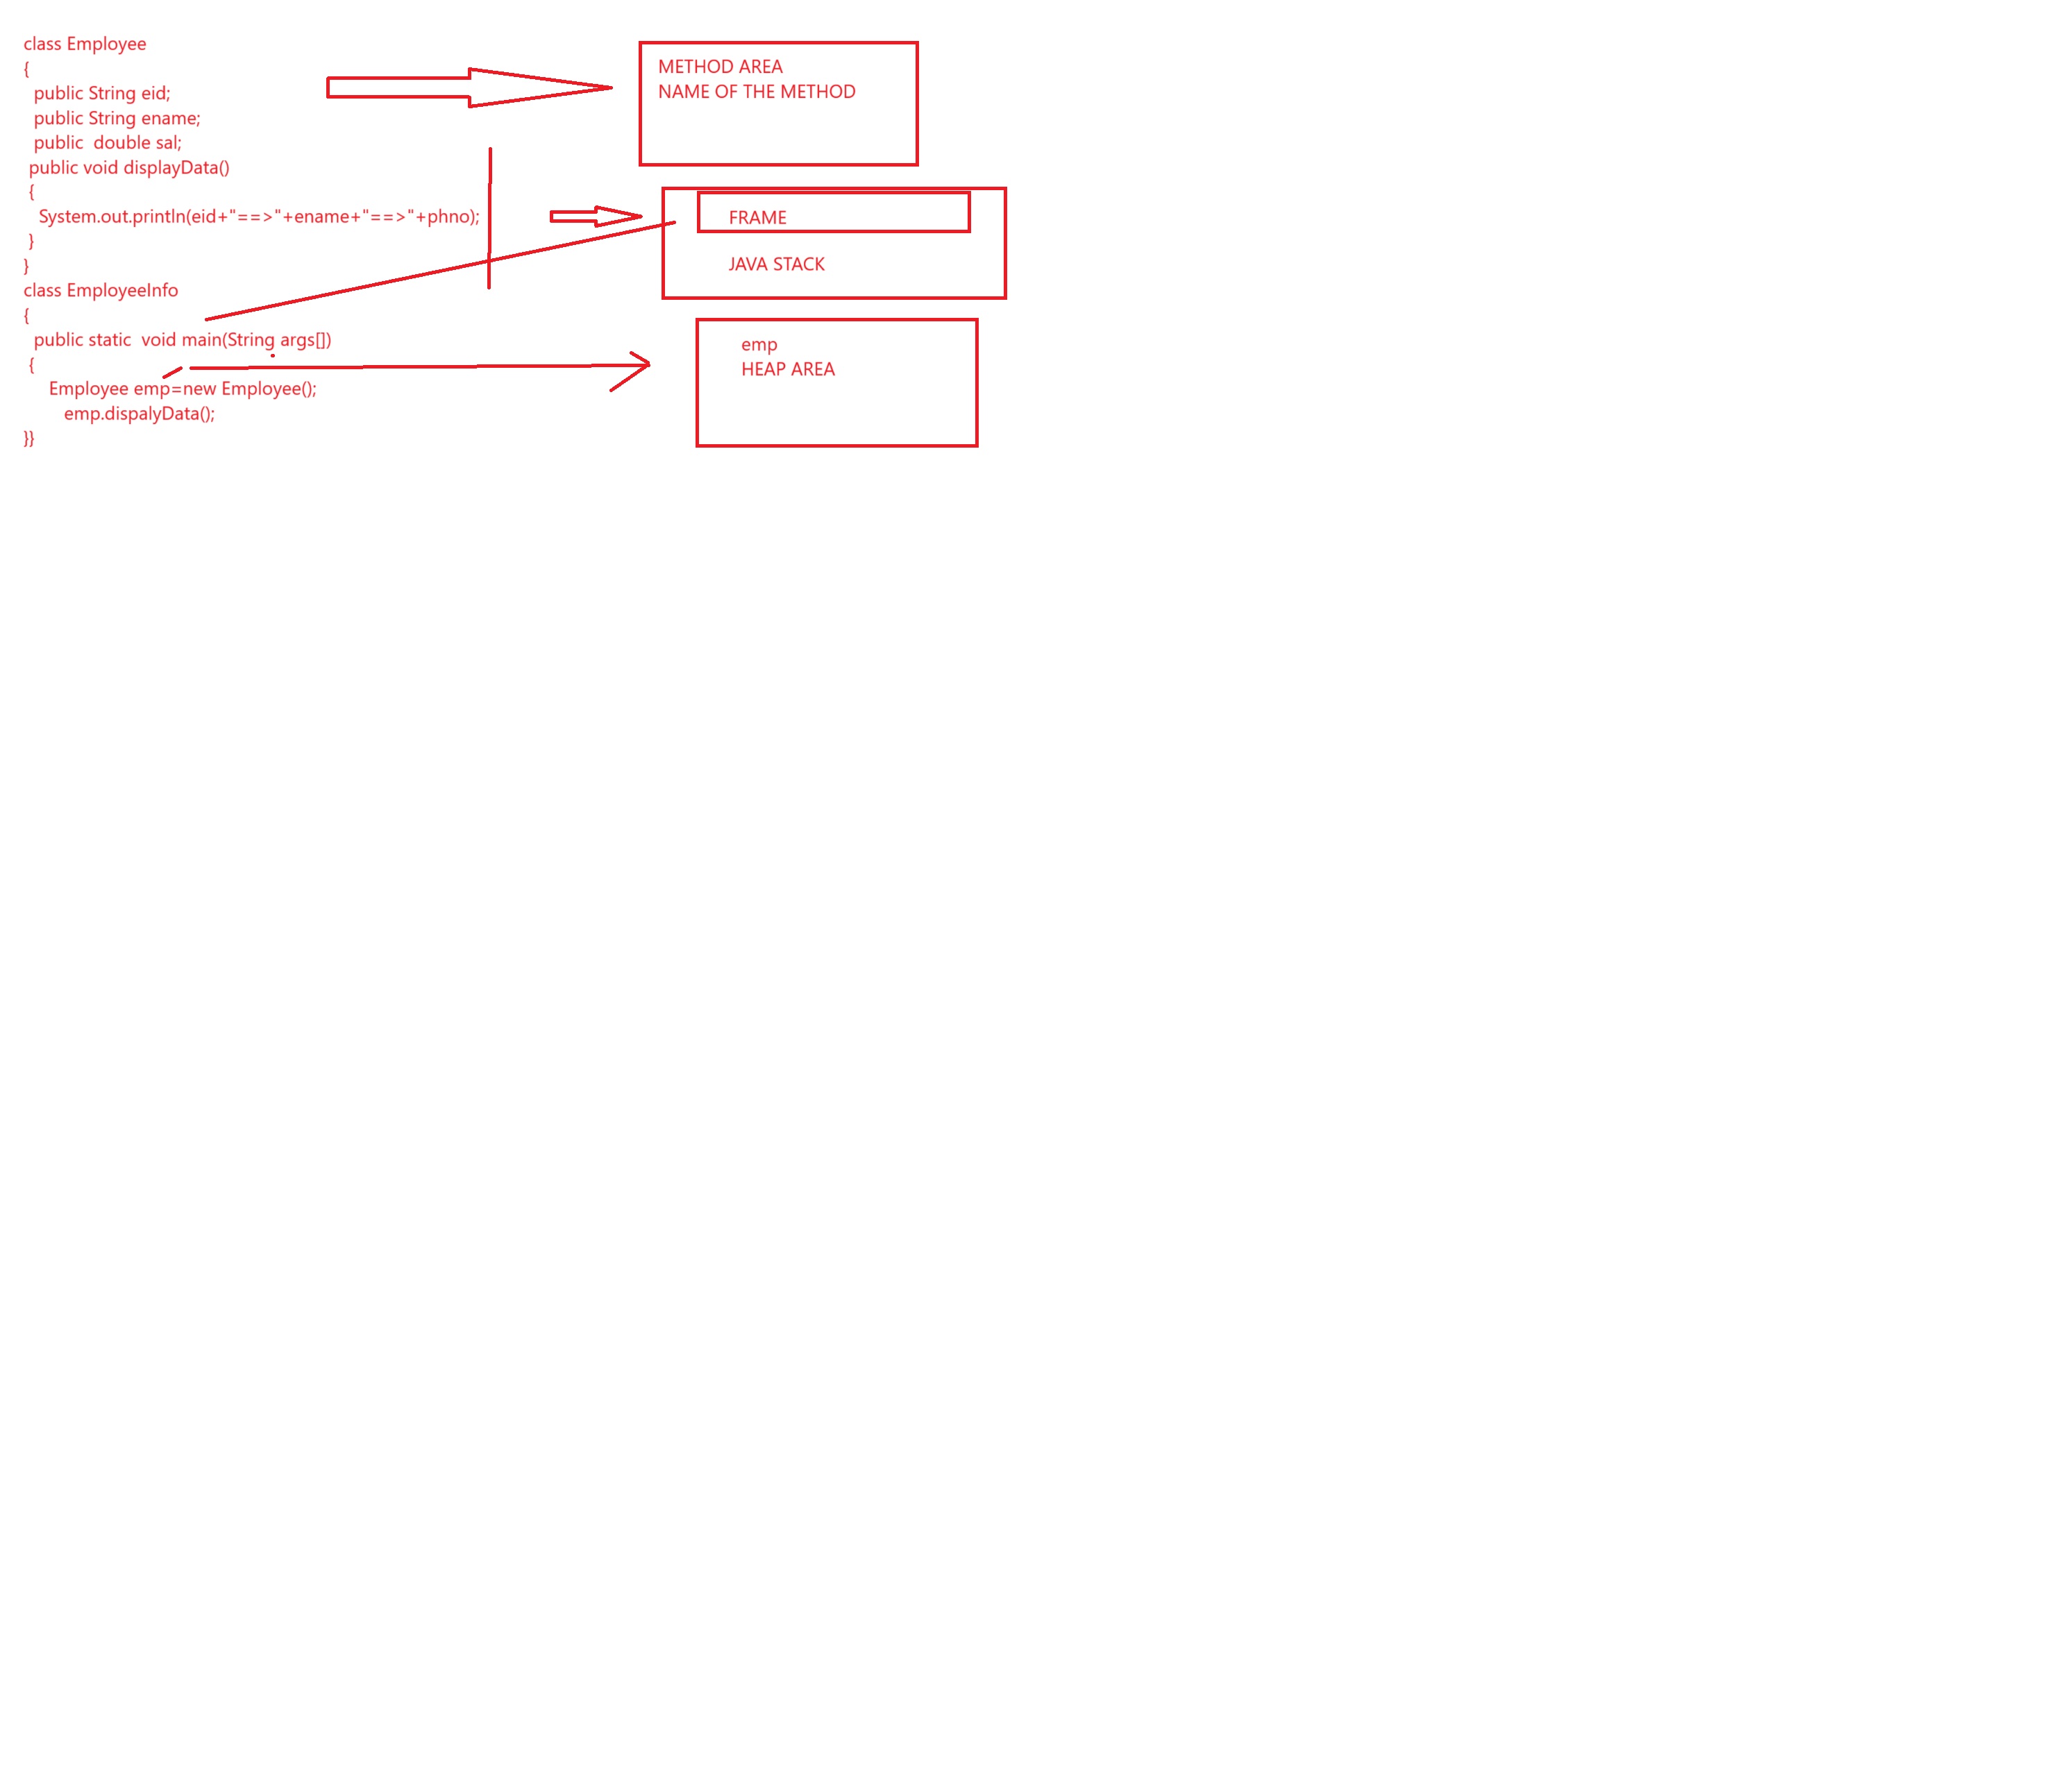 class Employee
{
public String eid;
public String ename;
public  double sal;
public void displayData()
{
System.out.println(eid+"==>"+ename+"==>"+phno);
}
}
class EmployeeInfo
{
public static  void main(String args[])
{
Employee emp=new Employee();
emp.dispalyData();
}}
METHOD AREA
NAME OF THE METHOD
FRAME
JAVA STACK
emp
HEAP AREA